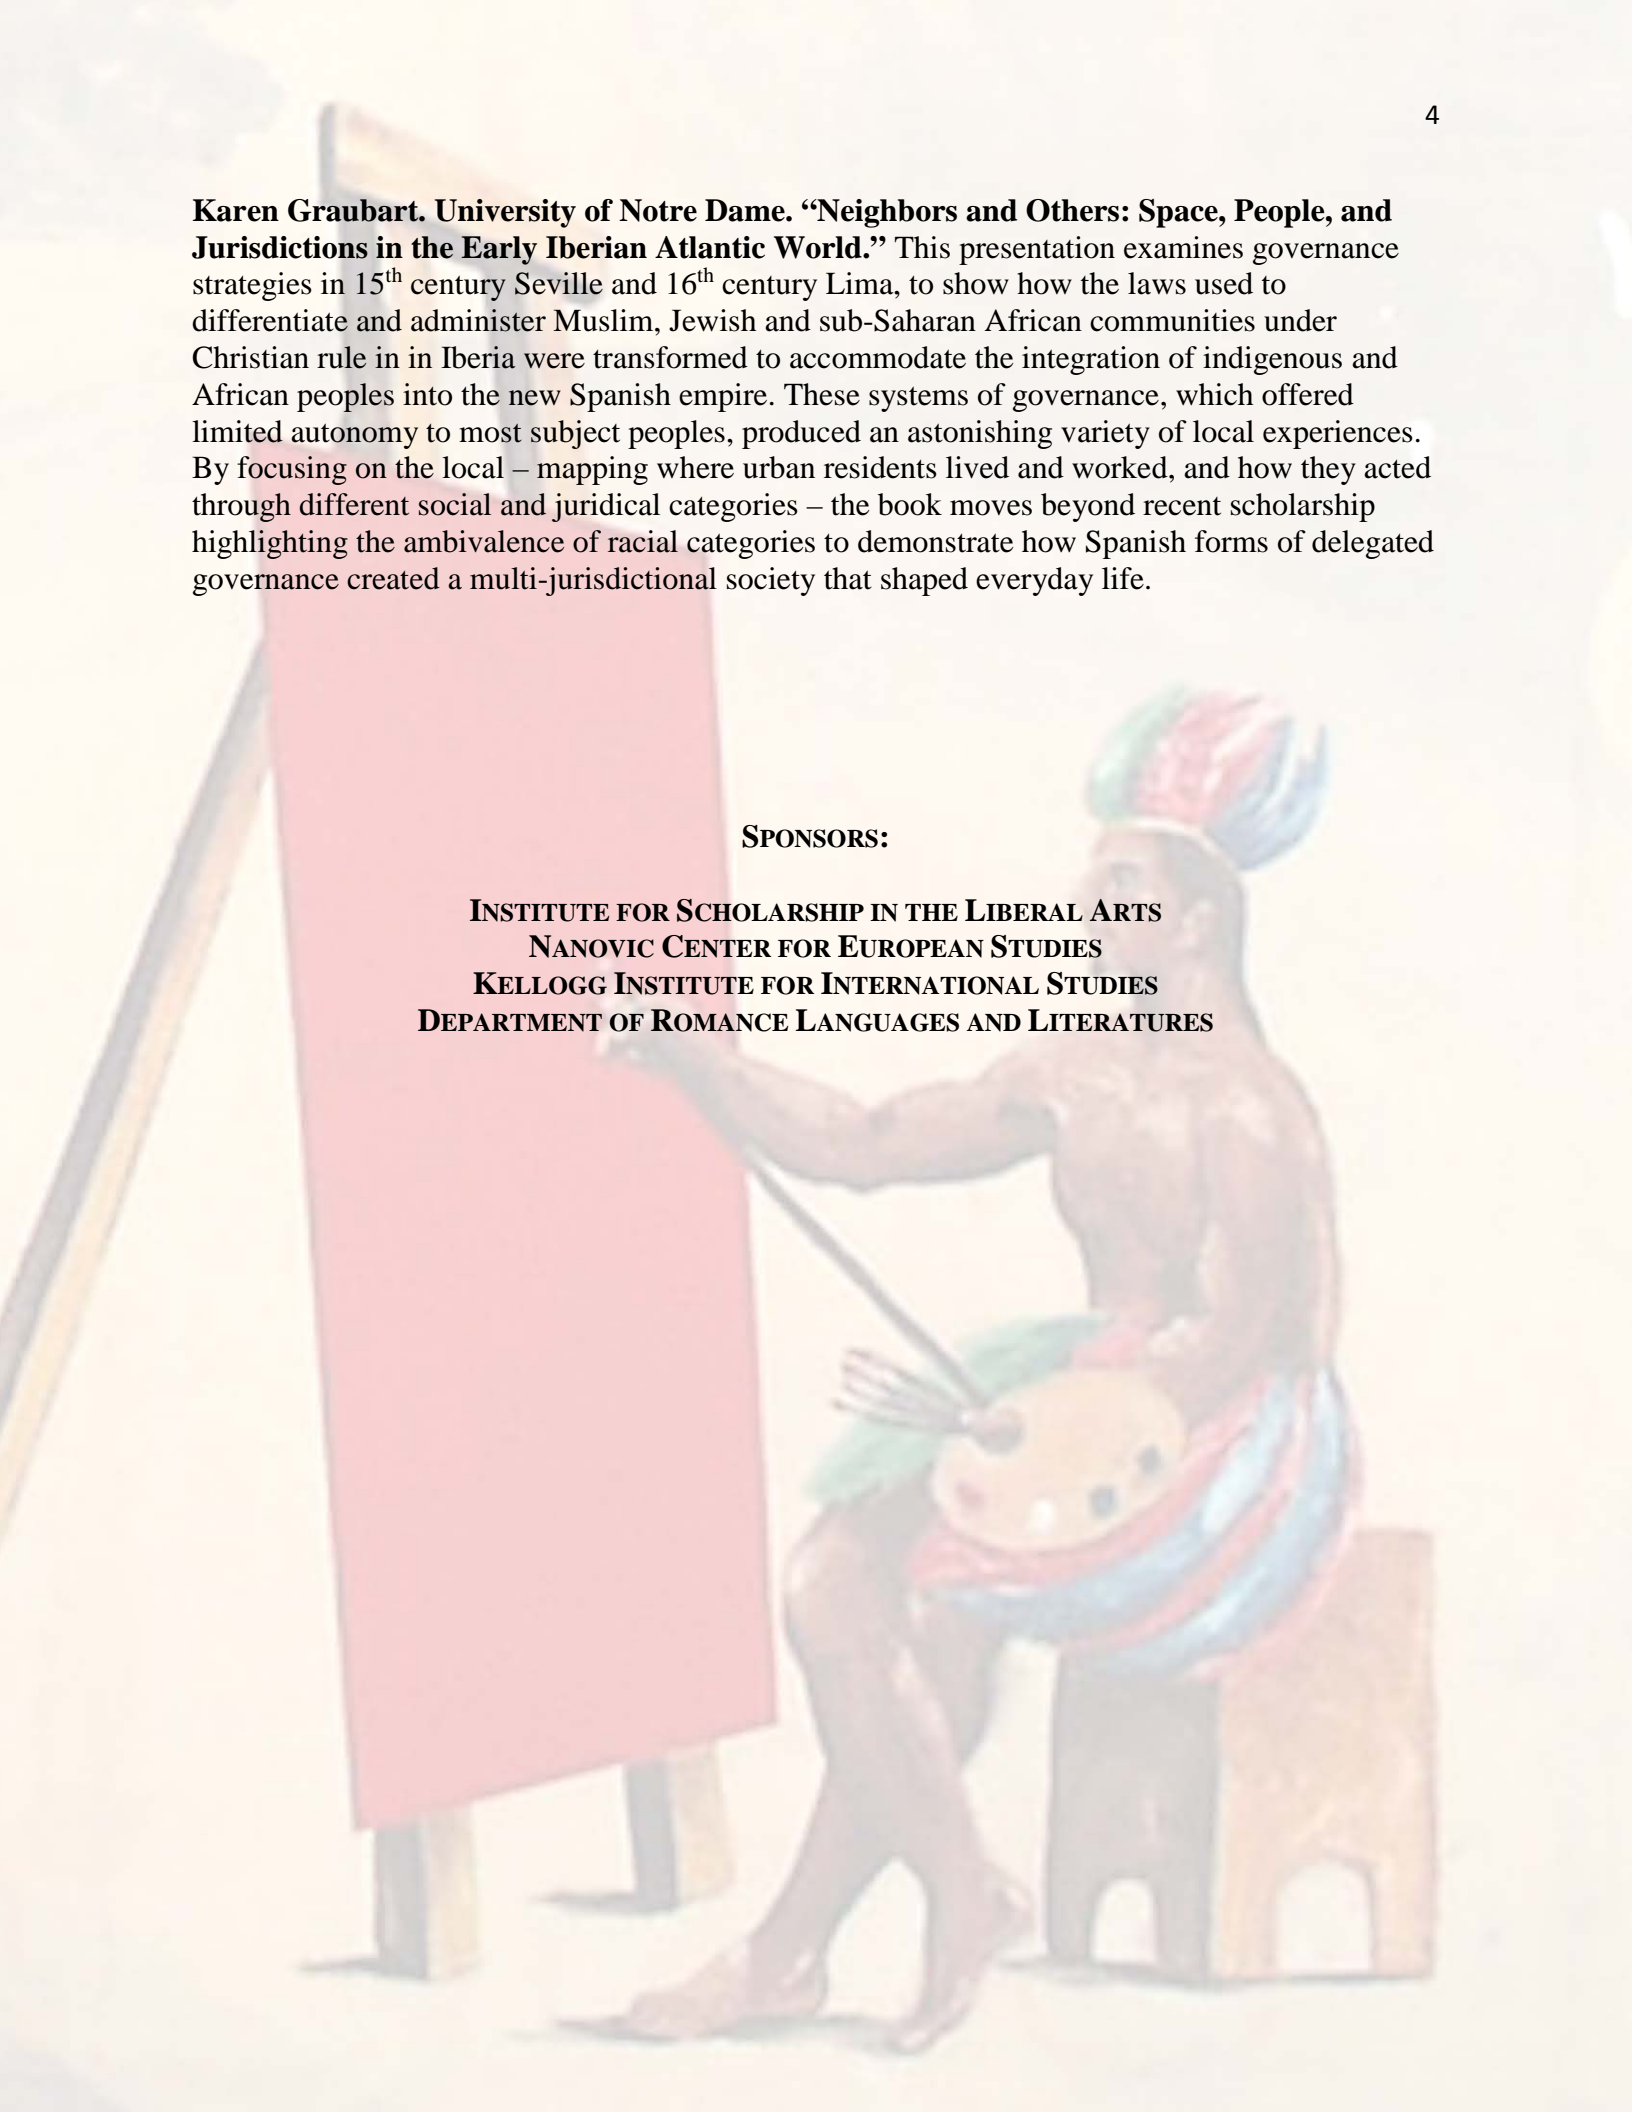 4
Karen Graubart. University of Notre Dame. “Neighbors and Others: Space, People, and
Jurisdictions in the Early Iberian Atlantic World.” This presentation examines governance
strategies in 15th century Seville and 16th century Lima, to show how the laws used to
differentiate and administer Muslim, Jewish and sub-Saharan African communities under
Christian rule in in Iberia were transformed to accommodate the integration of indigenous and
African peoples into the new Spanish empire. These systems of governance, which offered
limited autonomy to most subject peoples, produced an astonishing variety of local experiences.
By focusing on the local – mapping where urban residents lived and worked, and how they acted
through different social and juridical categories – the book moves beyond recent scholarship
highlighting the ambivalence of racial categories to demonstrate how Spanish forms of delegated
governance created a multi-jurisdictional society that shaped everyday life.
SPONSORS:
INSTITUTE FOR SCHOLARSHIP IN THE LIBERAL ARTS
NANOVIC CENTER FOR EUROPEAN STUDIES
KELLOGG INSTITUTE FOR INTERNATIONAL STUDIES
DEPARTMENT OF ROMANCE LANGUAGES AND LITERATURES